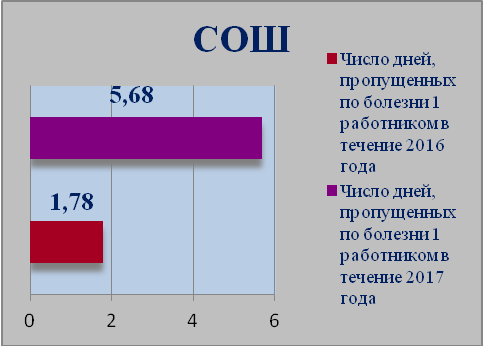 СОШ
5,68
1,78
0 2 4 6
Число дней,
пропущенных
по болезни 1
работником в
течение 2016
года
Число дней,
пропущенных
по болезни 1
работником в
течение 2017
года